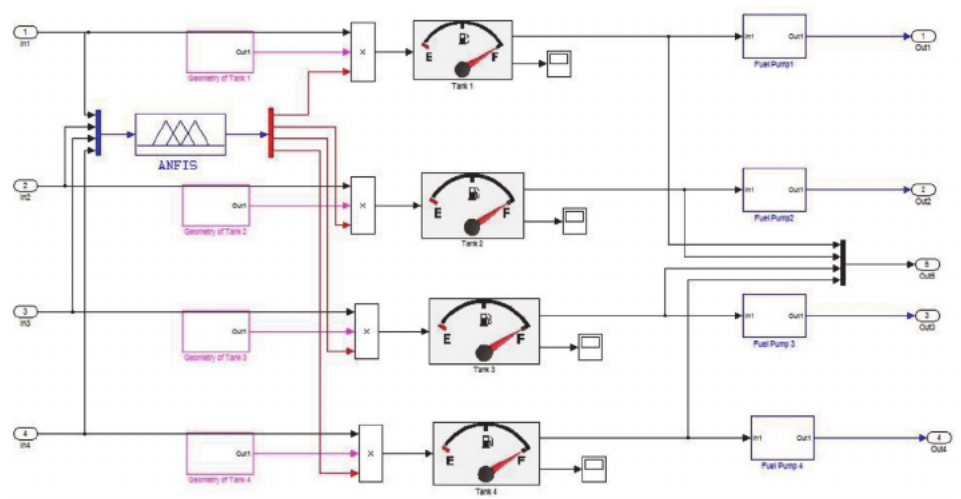 1
In1
Out1
Geometry of Tank 1
×
E
F
Tank 1
In1
Out1
Fuel Pump1
1
Out1
ANFIS
2
In2
Out1
Geometry of Tank 2
×
E
F
Tank 2
In1
Out1
Fuel Pump2
2
Out2
5
Out5
3
In3
Out1
Geometry of Tank 3
×
E
F
Tank 3
In1
Out1
Fuel Pump 3
3
Out3
4
In4
Out1
Geometry of Tank 4
×
E
F
Tank 4
In1
Out1
Fuel Pump 4
4
Out4